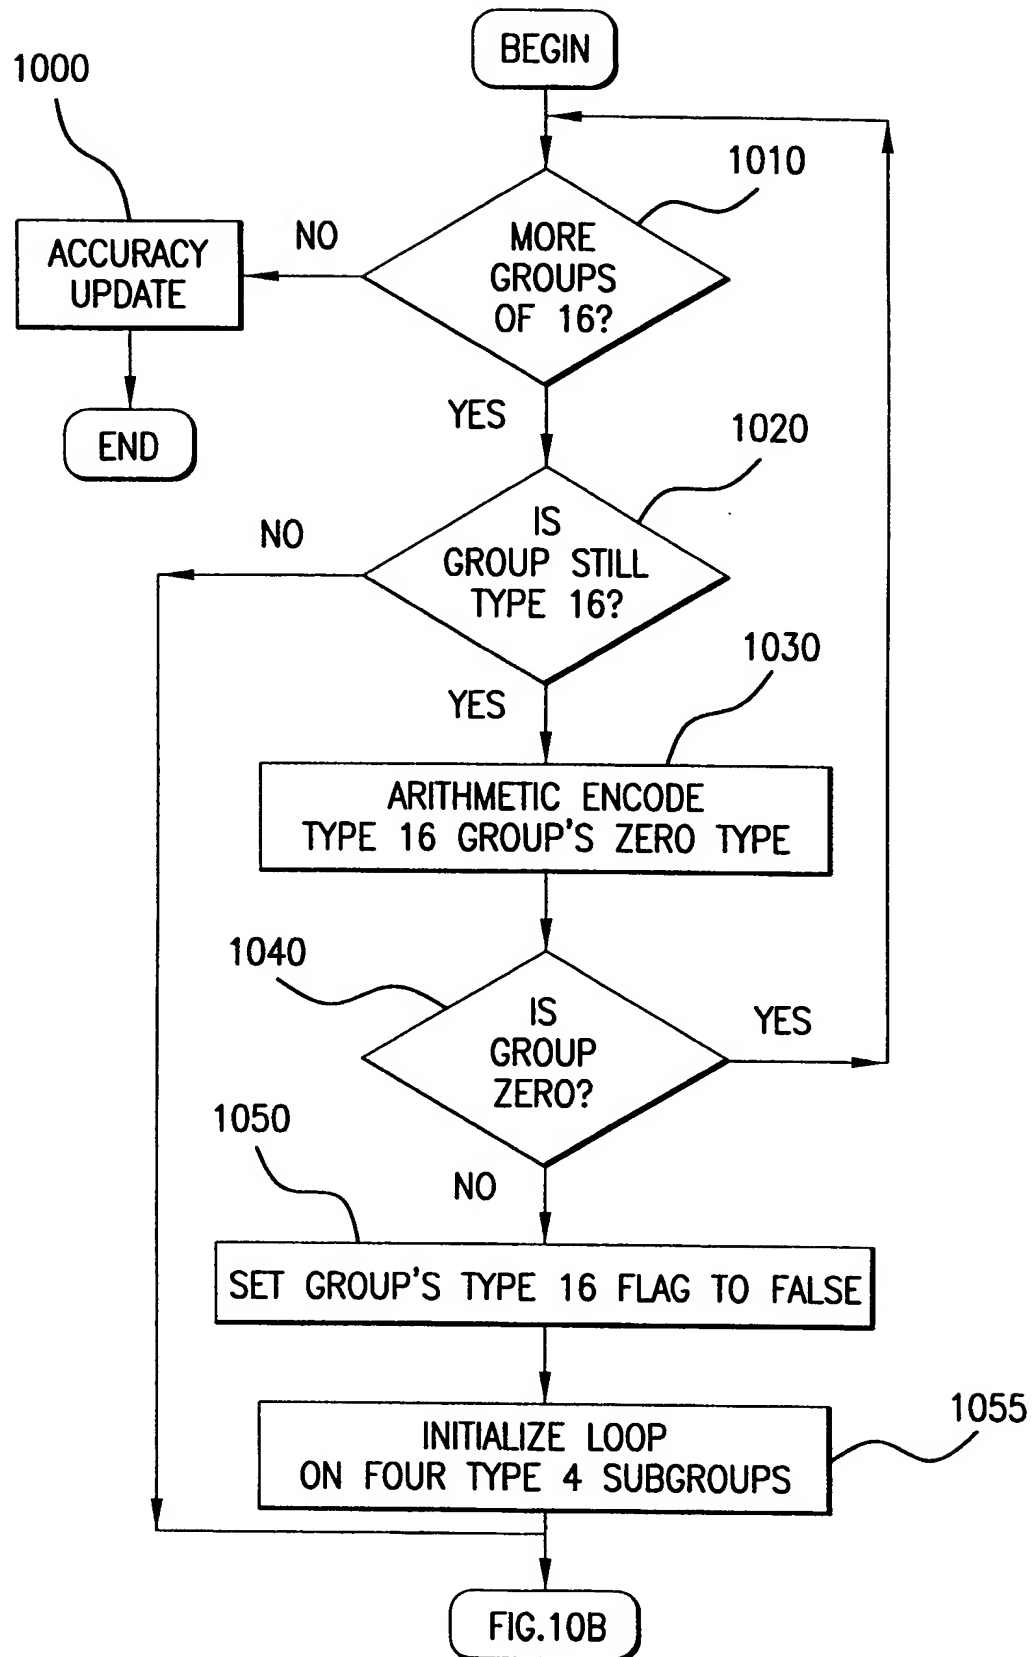 BEGIN
1000
1010
MORE
GROUPS
OF 16?
NO
ACCURACY
UPDATE
YES
END
1020
IS
GROUP STILL
TYPE 16?
NO
YES
1030
ARITHMETIC ENCODE
TYPE 16 GROUP'S ZERO TYPE
1040
IS
GROUP
ZERO?
YES
NO
1050
SET GROUP'S TYPE 16 FLAG TO FALSE
1055
INITIALIZE LOOP
ON FOUR TYPE 4 SUBGROUPS
FIG.10B